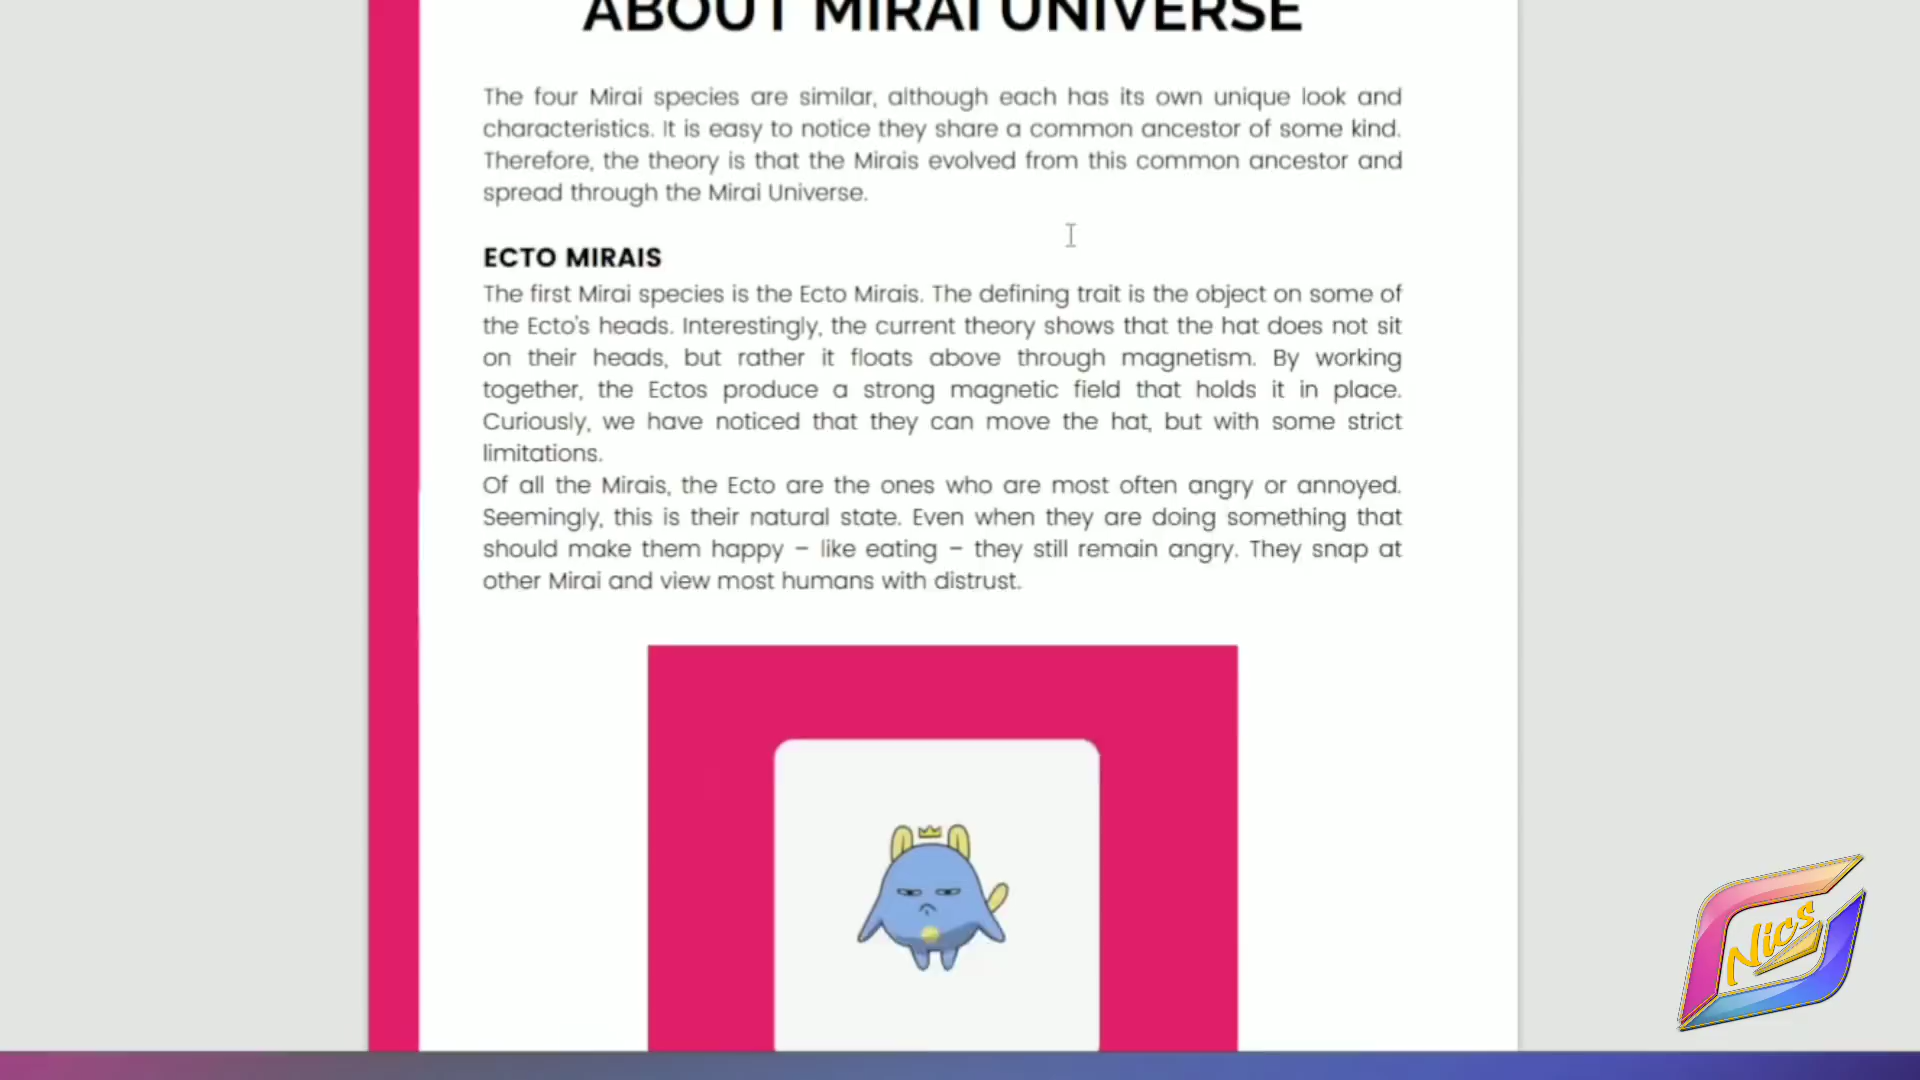 ABOUT MIRAI UNIVERSE
The four Mirai species are similar, although each has its own unique look and
characteristics. It is easy to notice they share a common ancestor of some kind.
Therefore, the theory is that the Mirais evolved from this common ancestor and
spread through the Mirai Universe.
ECTO MIRAIS
The first Mirai species is the Ecto Mirais. The defining trait is the object on some of
the Ecto's heads. Interestingly, the current theory shows that the hat does not sit
on their heads, but rather it floats above through magnetism. By working
together, the Ectos produce a strong magnetic field that holds it in place.
Curiously, we have noticed that they can move the hat, but with some strict
limitations.
Of all the Mirais, the Ecto are the ones who are most often angry or annoyed.
Seemingly, this is their natural state. Even when they are doing something that
should make them happy – like eating – they still remain angry. They snap at
other Mirai and view most humans with distrust.
Nics